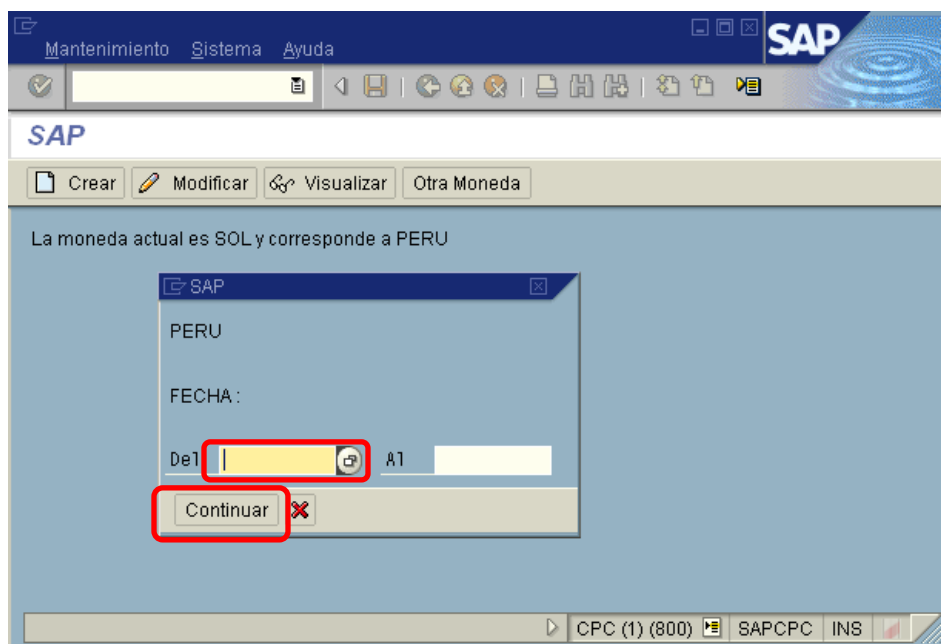 Mantenimiento Sistema Ayuda
SAP
SAP
Crear Modificar Visualizar Otra Moneda
La moneda actual es SOL y corresponde a PERU
SAP
PERU
FECHA :
Del Al
Continuar
CPC (1) (800) SAPCPC INS